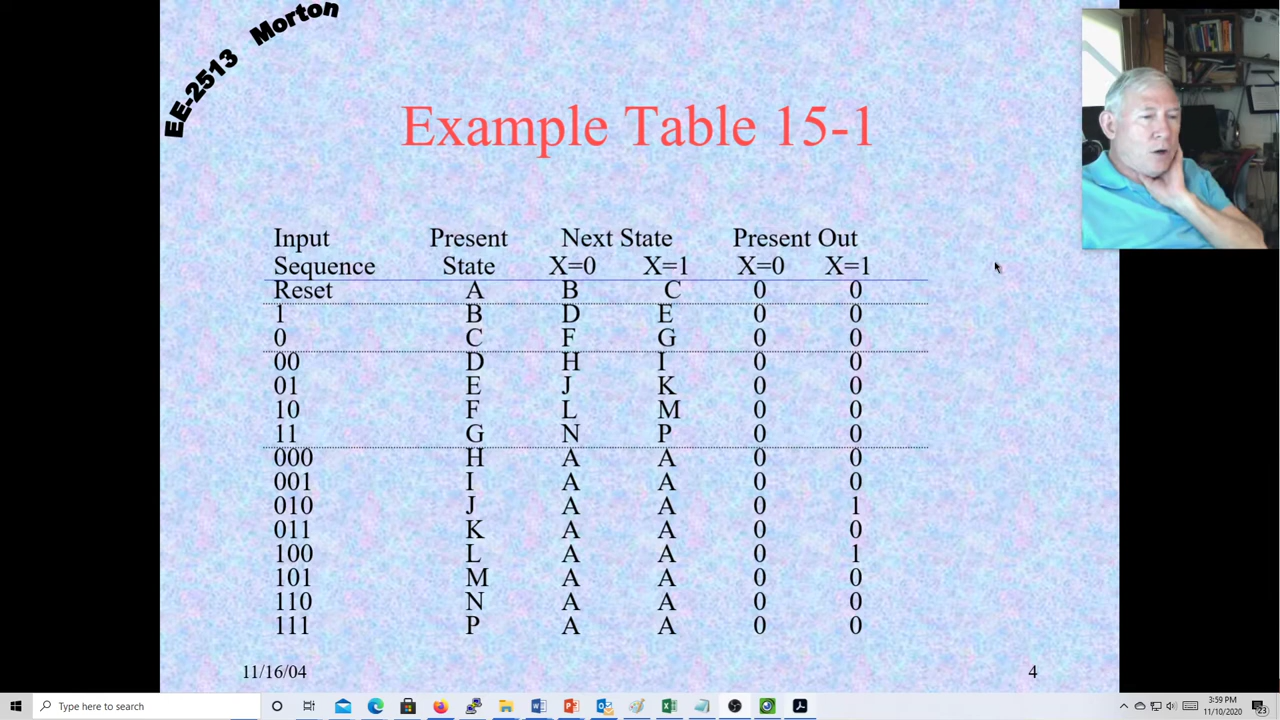 EE-2513 Morton
Example Table 15-1
Input Present Next State Present Out
Sequence State X=0 X=1 X=0 X=1
Reset A B C 0 0
1 B D E 0 0
0 C F G 0 0
00 D H I 0 0
01 E J K 0 0
10 F L M 0 0
11 G N P 0 0
000 H A A 0 0
001 I A A 0 0
010 J A A 0 1
011 K A A 0 0
100 L A A 0 1
101 M A A 0 0
110 N A A 0 0
111 P A A 0 0
11/16/04 4
Type here to search
3:59 PM
11/10/2020
23